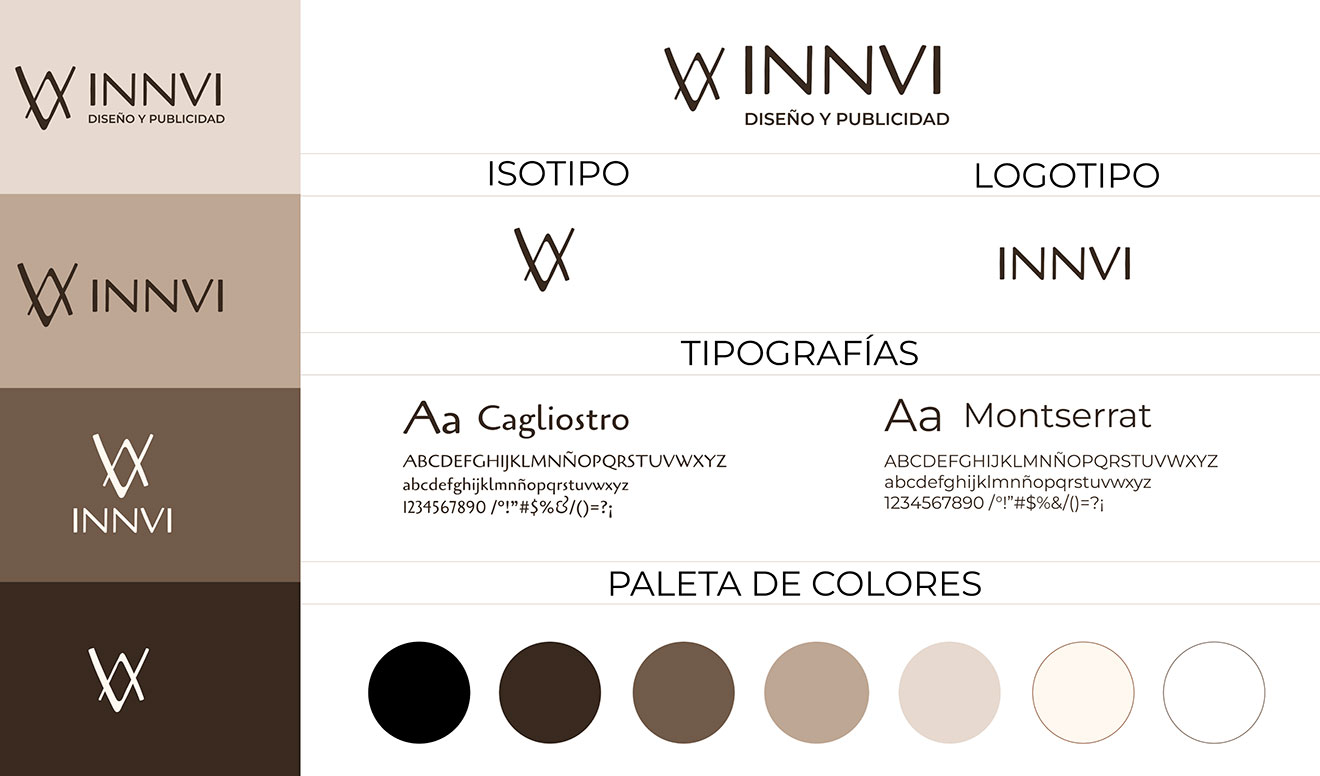 INNVI
DISEÑO Y PUBLICIDAD
INNVI
INNVI
INNVI
DISEÑO Y PUBLICIDAD
ISOTIPO
LOGOTIPO
INNVI
TIPOGRAFÍAS
Aa Cagliostro
ABCDEFGHIJKLMNÑOPQRSTUVWXYZ
abcdefghijklmnñopqrstuvwxyz
1234567890 /º!”#$%&/()=?¡
Aa Montserrat
ABCDEFGHIJKLMNÑOPQRSTUVWXYZ
abcdefghijklmnñopqrstuvwxyz
1234567890 /º!”#$%&/()=?¡
PALETA DE COLORES